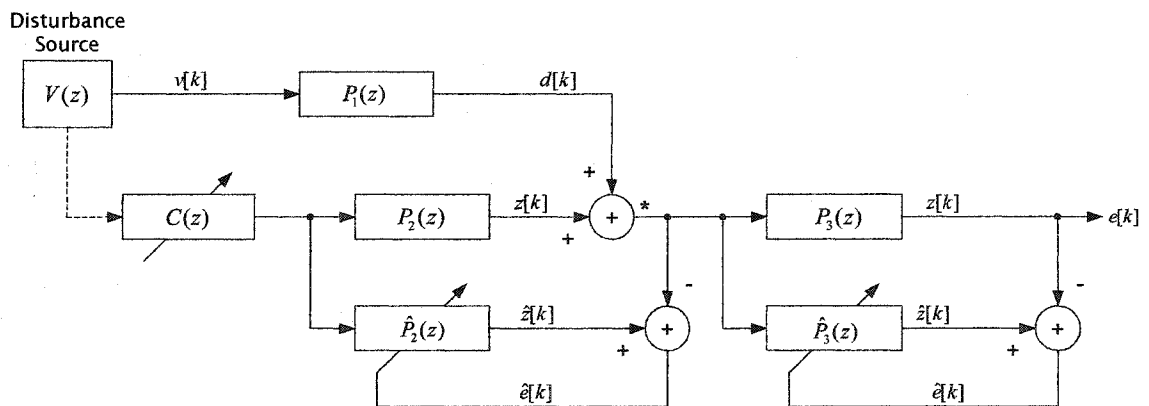 Disturbance
Source
V(z)
v[k]
P₁(z)
d[k]
+
C(z)
P₂(z)
z[k]
+
+
*
P₃(z)
z[k]
e[k]
-
-
P̂₂(z)
ẑ[k]
+
+
P̂₃(z)
ẑ[k]
+
+
ê[k]
ẽ[k]